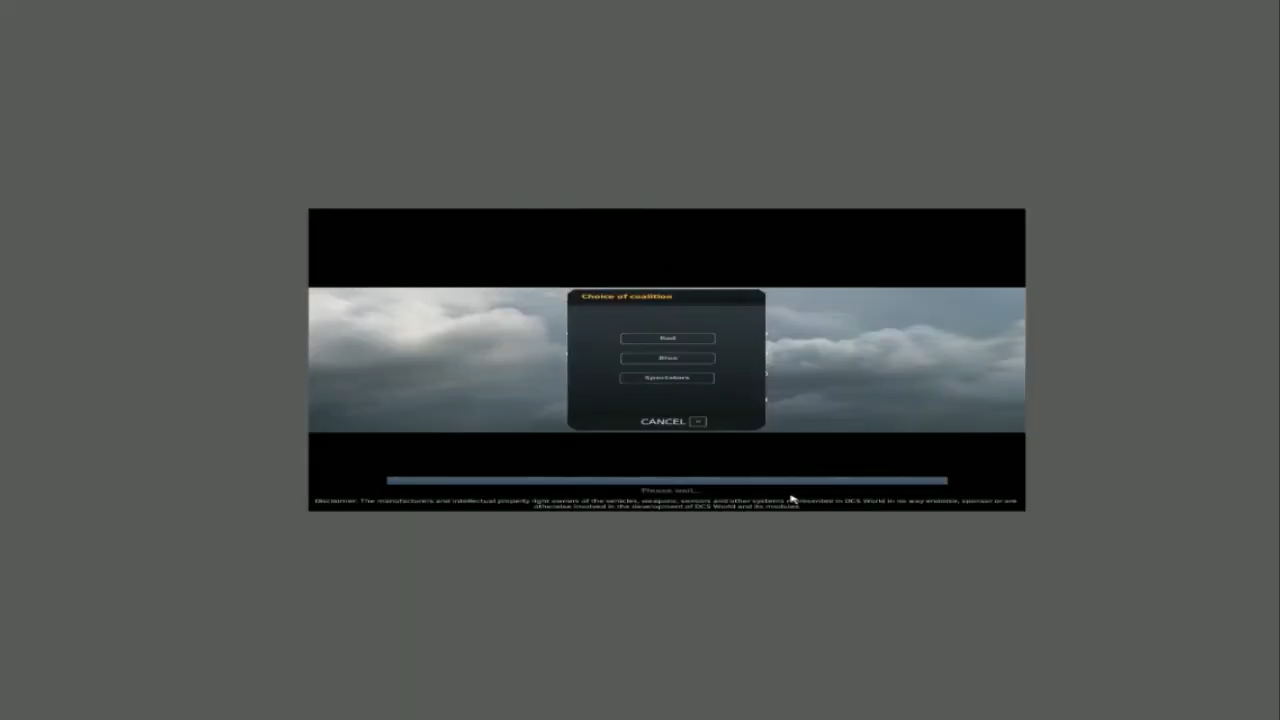 Choice of coalition
Red
Blue
Spectators
CANCEL
Please wait...
Disclaimer: The manufacturers and intellectual property right owners of the vehicles, weapons, sensors and other systems represented in DCS World in no way endorse, sponsor or are
otherwise involved in the development of DCS World and its modules.